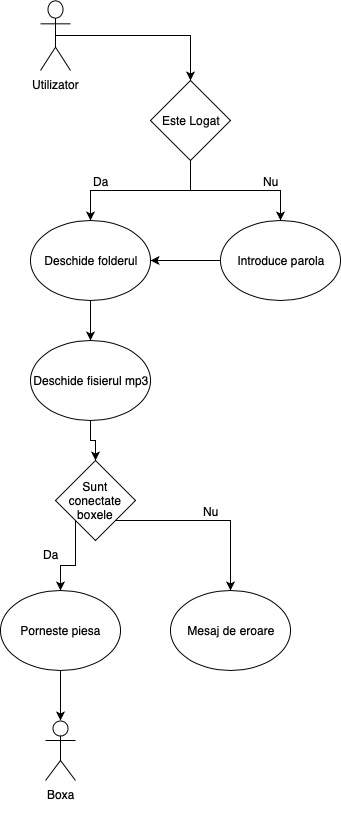 Utilizator
Este Logat
Da
Nu
Deschide folderul
Introduce parola
Deschide fisierul mp3
Sunt
conectate
boxele
Nu
Da
Porneste piesa
Mesaj de eroare
Boxa